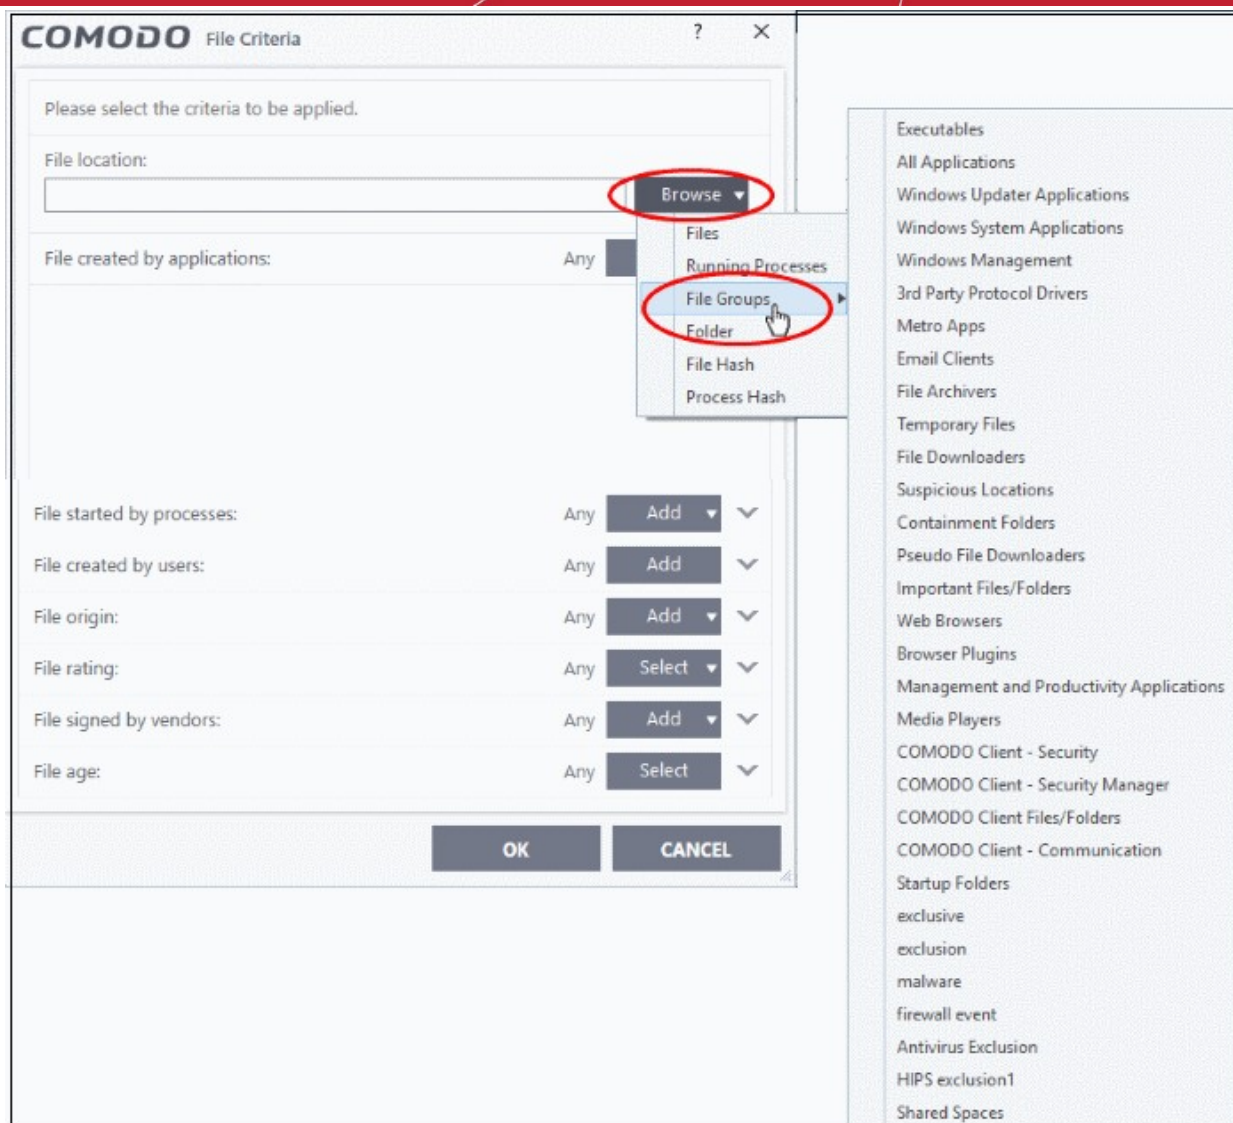 COMODO File Criteria ?
Please select the criteria to be applied.
File location:
Browse
Files
Running Processes
File Groups
Folder
File Hash
Process Hash
File created by applications: Any
File started by processes: Any Add
File created by users: Any Add
File origin: Any Add
File rating: Any Select
File signed by vendors: Any Add
File age: Any Select
OK CANCEL
Executables
All Applications
Windows Updater Applications
Windows System Applications
Windows Management
3rd Party Protocol Drivers
Metro Apps
Email Clients
File Archivers
Temporary Files
File Downloaders
Suspicious Locations
Containment Folders
Pseudo File Downloaders
Important Files/Folders
Web Browsers
Browser Plugins
Management and Productivity Applications
Media Players
COMODO Client - Security
COMODO Client - Security Manager
COMODO Client Files/Folders
COMODO Client - Communication
Startup Folders
exclusive
exclusion
malware
firewall event
Antivirus Exclusion
HIPS exclusion1
Shared Spaces